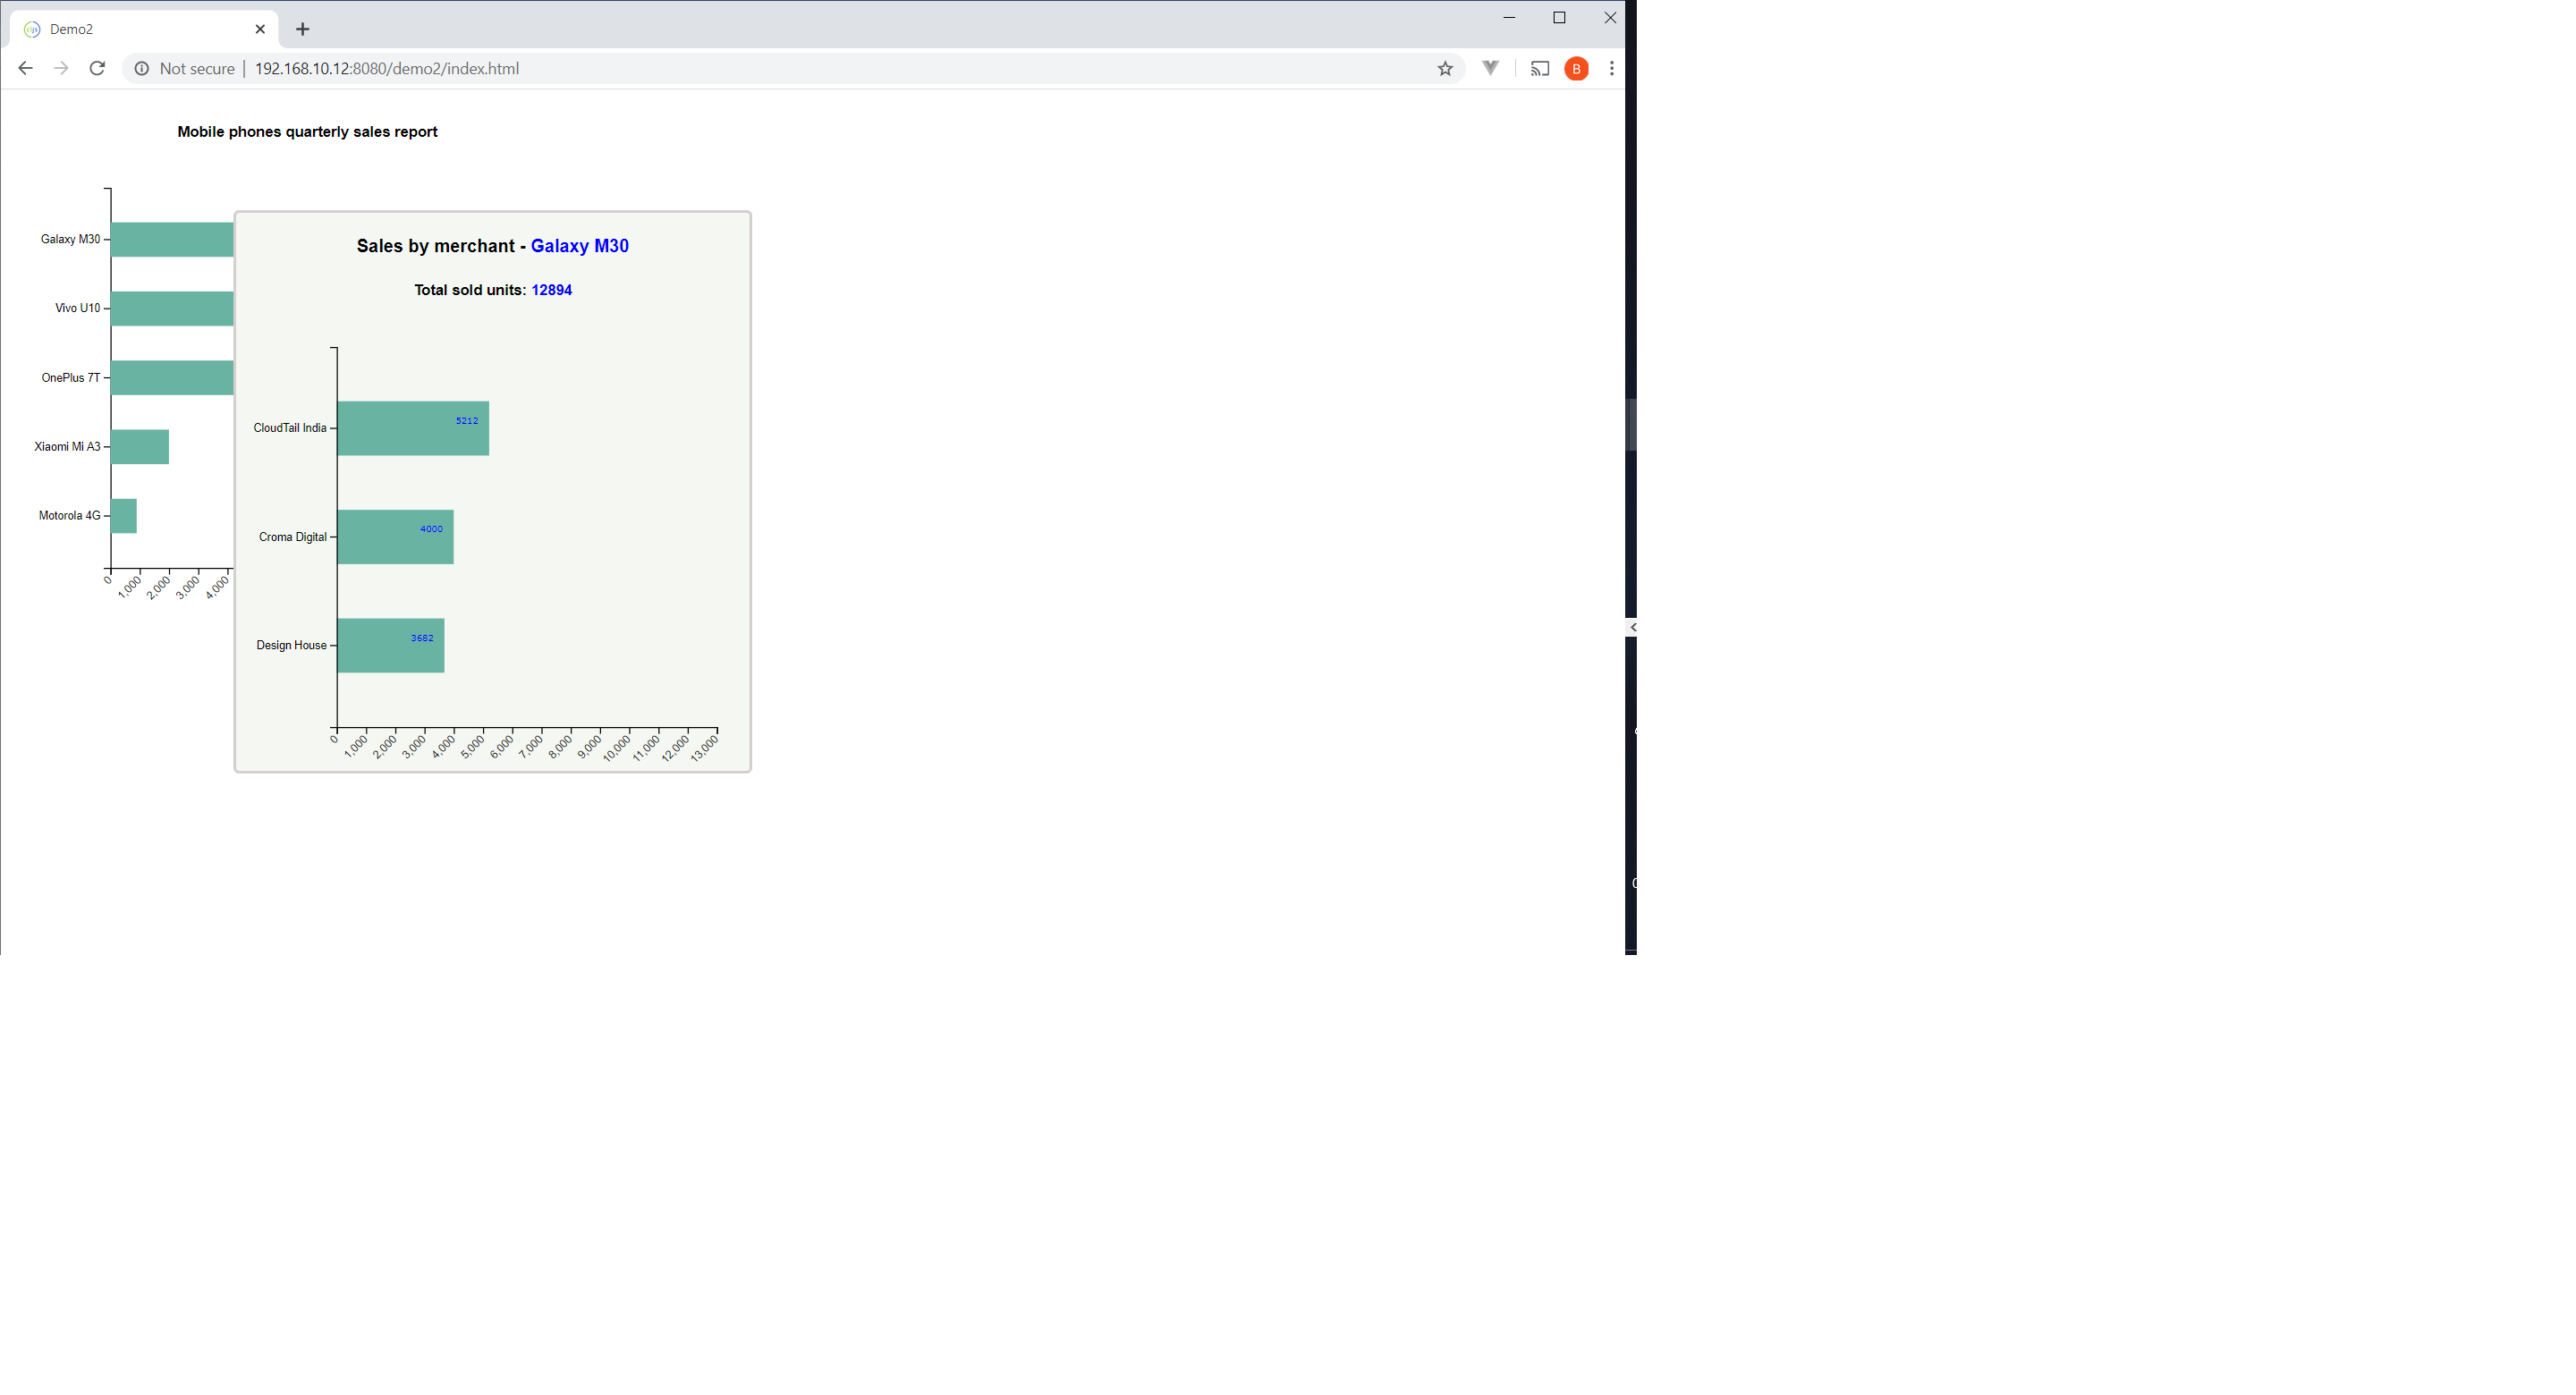 Demo2
Not secure | 192.168.10.12:8080/demo2/index.html
B
Mobile phones quarterly sales report
Galaxy M30
Vivo U10
OnePlus 7T
Xiaomi Mi A3
Motorola 4G
0 1,000 2,000 3,000 4,000
Sales by merchant - Galaxy M30
Total sold units: 12894
CloudTail India 5212
Croma Digital 4000
Design House 3682
0 1,000 2,000 3,000 4,000 5,000 6,000 7,000 8,000 9,000 10,000 11,000 12,000 13,000